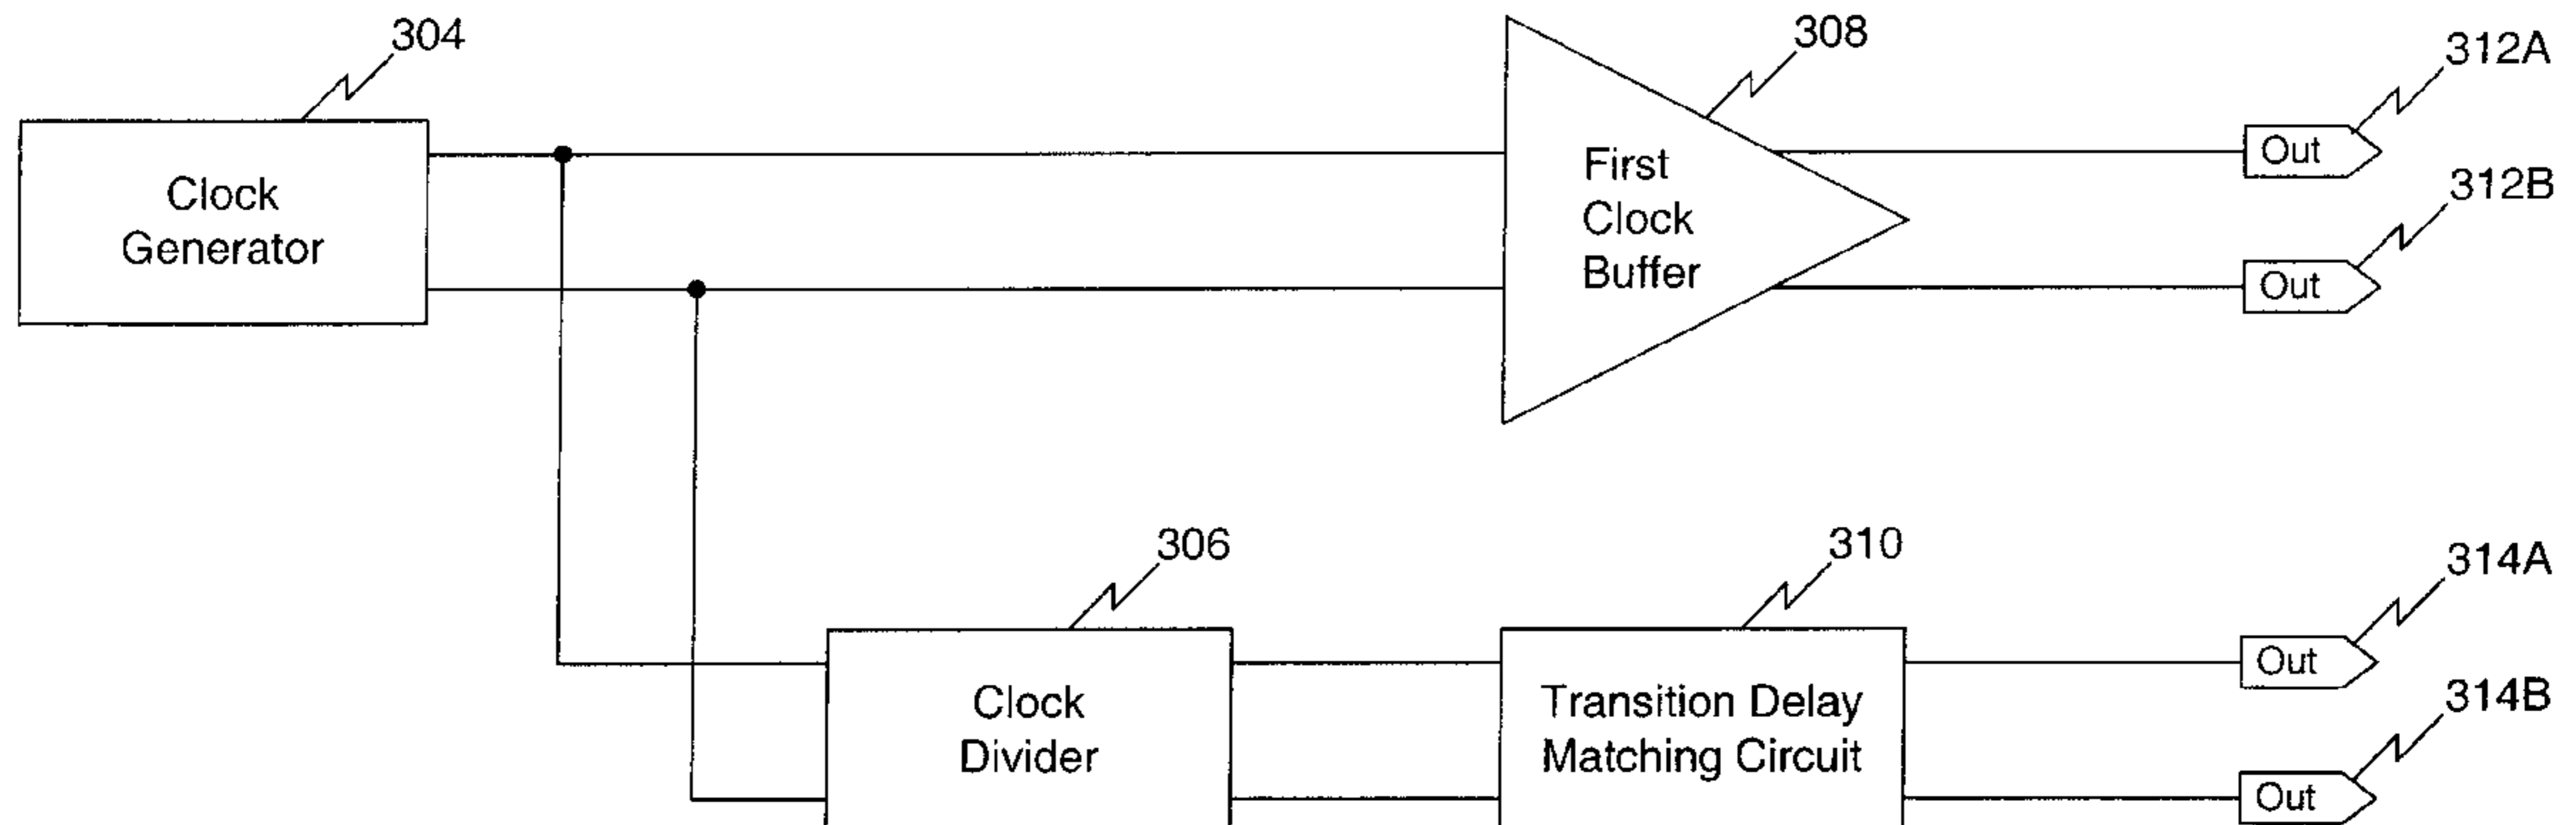 304
308
312A
Clock
Generator
First
Clock
Buffer
Out
312B
Out
306
310
314A
Clock
Divider
Transition Delay
Matching Circuit
Out
314B
Out